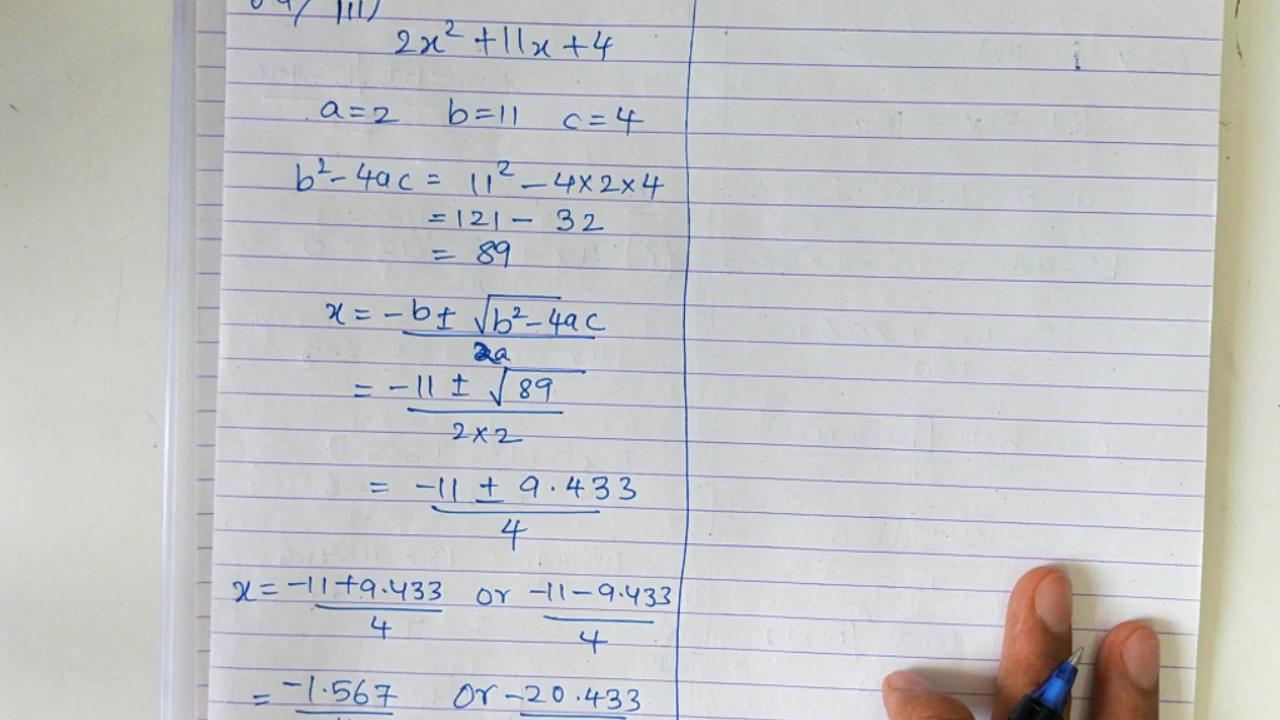 2x² + 11x + 4
a = 2 b = 11 c = 4
b² - 4ac = 11² - 4 × 2 × 4
= 121 - 32
= 89
x = -b ± √b² - 4ac
2a
= -11 ± √89
2 × 2
= -11 ± 9.433
4
x = -11 + 9.433 or -11 - 9.433
4 4
= -1.567 or -20.433